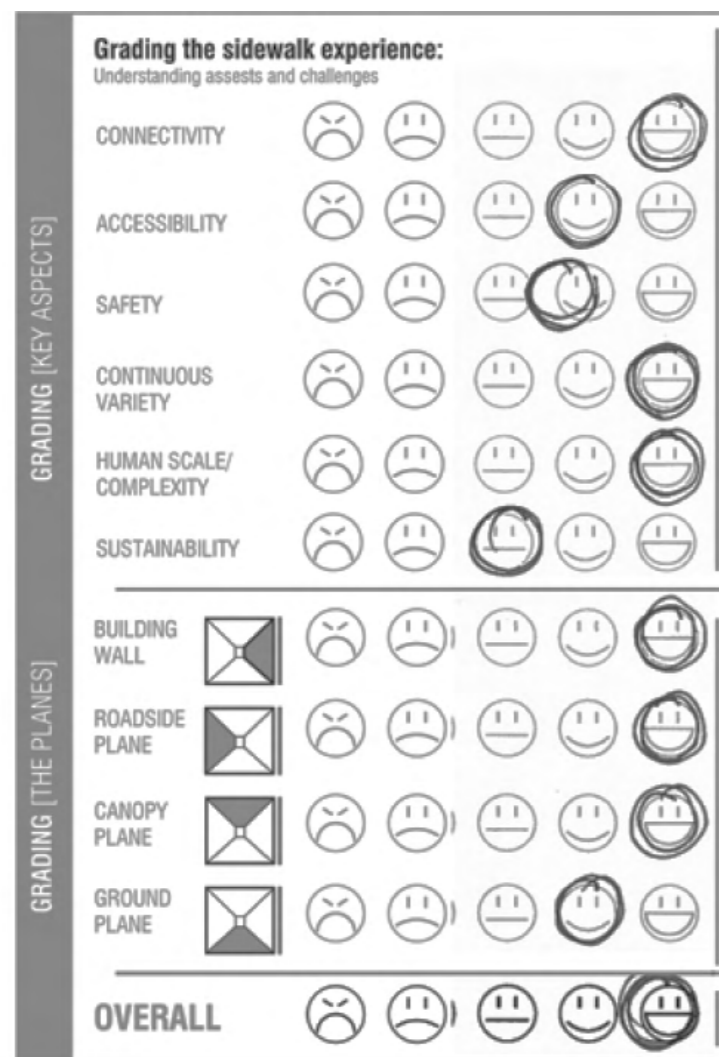 Grading the sidewalk experience:
Understanding assests and challenges
GRADING [KEY ASPECTS]
CONNECTIVITY
ACCESSIBILITY
SAFETY
CONTINUOUS
VARIETY
HUMAN SCALE/
COMPLEXITY
SUSTAINABILITY
GRADING [THE PLANES]
BUILDING
WALL
ROADSIDE
PLANE
CANOPY
PLANE
GROUND
PLANE
OVERALL